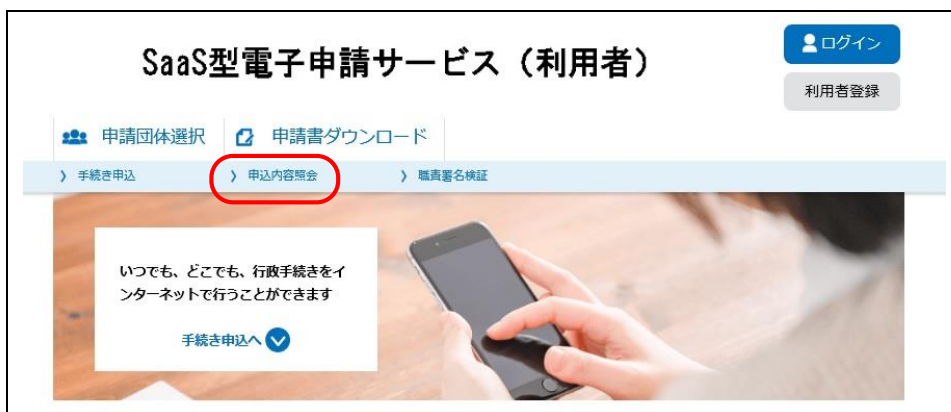 SaaS型電子申請サービス（利用者）
ログイン
利用者登録
申請団体選択
申請書ダウンロード
》 手続き申込
》 申込内容照会
》 職責署名検証
いつでも、どこでも、行政手続きをイ
ンターネットで行うことができます
手続き申込へ